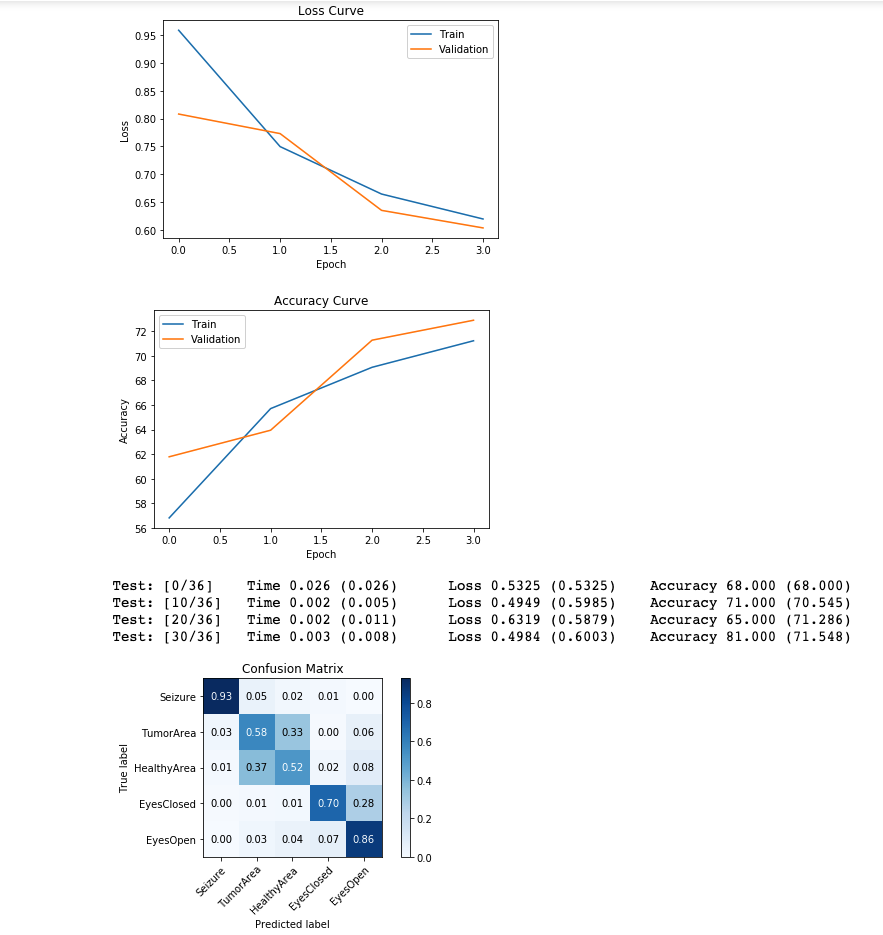 Loss Curve
Train
Validation
0.95
0.90
0.85
0.80
0.75
0.70
0.65
0.60
Loss
0.0 0.5 1.0 1.5 2.0 2.5 3.0
Epoch
Accuracy Curve
Train
Validation
72
70
68
66
64
62
60
58
56
Accuracy
0.0 0.5 1.0 1.5 2.0 2.5 3.0
Epoch
Test: [0/36] Time 0.026 (0.026) Loss 0.5325 (0.5325) Accuracy 68.000 (68.000)
Test: [10/36] Time 0.002 (0.005) Loss 0.4949 (0.5985) Accuracy 71.000 (70.545)
Test: [20/36] Time 0.002 (0.011) Loss 0.6319 (0.5879) Accuracy 65.000 (71.286)
Test: [30/36] Time 0.003 (0.008) Loss 0.4984 (0.6003) Accuracy 81.000 (71.548)
Confusion Matrix
True label
Seizure 0.93 0.05 0.02 0.01 0.00
TumorArea 0.03 0.58 0.33 0.00 0.06
HealthyArea 0.01 0.37 0.52 0.02 0.08
EyesClosed 0.00 0.01 0.01 0.70 0.28
EyesOpen 0.00 0.03 0.04 0.07 0.86
Seizure TumorArea HealthyArea EyesClosed EyesOpen
Predicted label
0.8
0.6
0.4
0.2
0.0